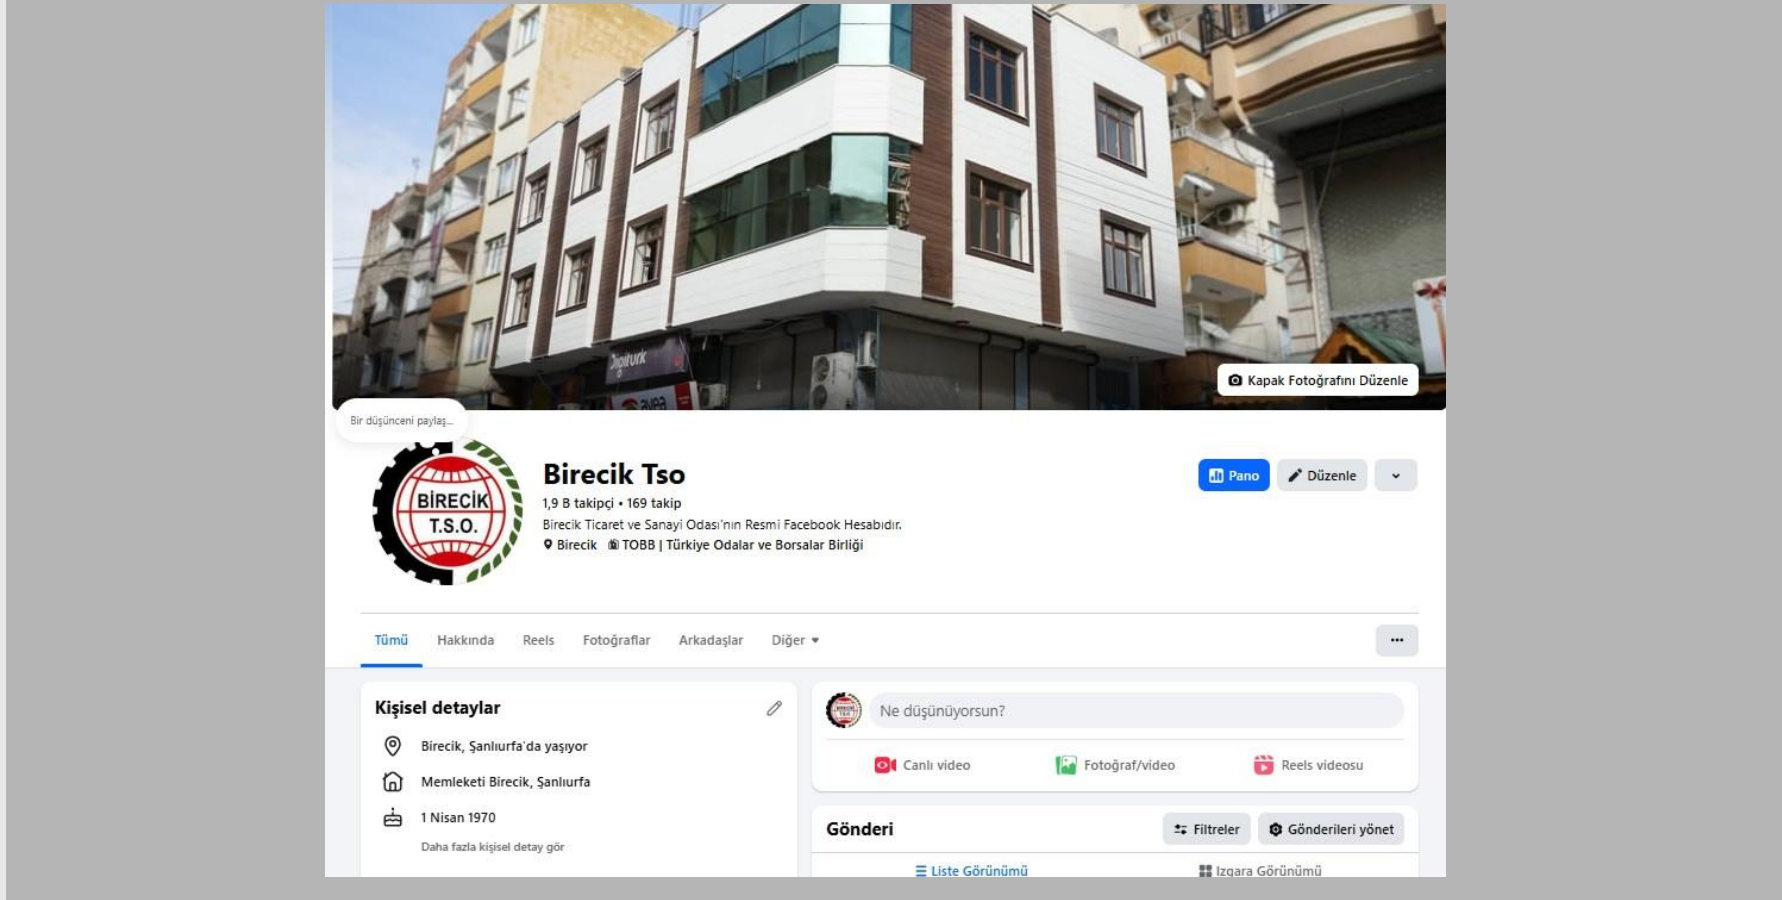 Digiturk
avea
Kapak Fotoğrafını Düzenle
Bir düşünceni paylaş...
BİRECİK
T.S.O.
Birecik Tso
1,9 B takipçi • 169 takip
Birecik Ticaret ve Sanayi Odası'nın Resmi Facebook Hesabıdır.
Birecik TOBB | Türkiye Odalar ve Borsalar Birliği
Pano Düzenle
Tümü Hakkında Reels Fotoğraflar Arkadaşlar Diğer
Kişisel detaylar
Birecik, Şanlıurfa'da yaşıyor
Memleketi Birecik, Şanlıurfa
1 Nisan 1970
Daha fazla kişisel detay gör
Ne düşünüyorsun?
Canlı video Fotoğraf/video Reels videosu
Gönderi Filtreler Gönderileri yönet
Liste Görünümü Izgara Görünümü